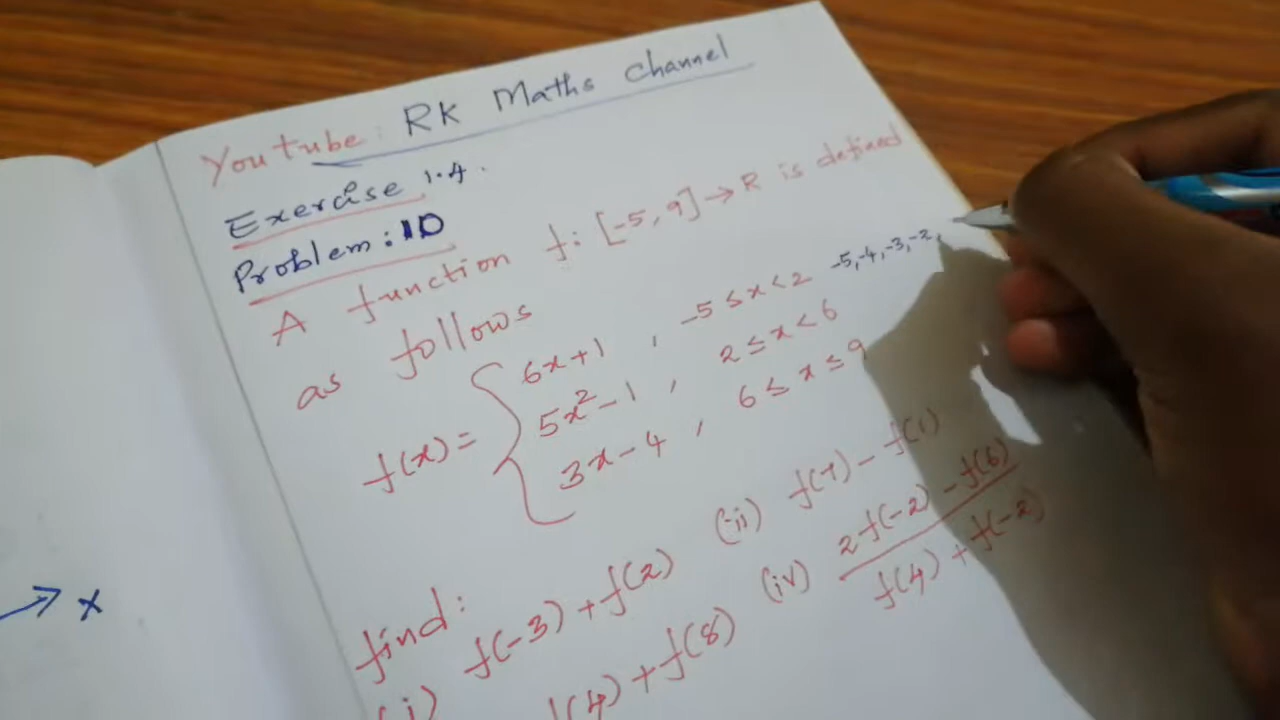 YouTube: RK Maths Channel
Exercise 1.4.
Problem: 10
A function f: [-5, 9] → R is defined
as follows
f(x) = { 6x+1 , -5 ≤ x < 2 -5,-4,-3,-2,
5x²-1 , 2 ≤ x < 6
3x-4 , 6 ≤ x ≤ 9
find:
(i) f(-3) + f(2) (ii) f(7) - f(1)
f(4) + f(8) (iv) 2f(-2) - f(6) / f(4) + f(-2)
x